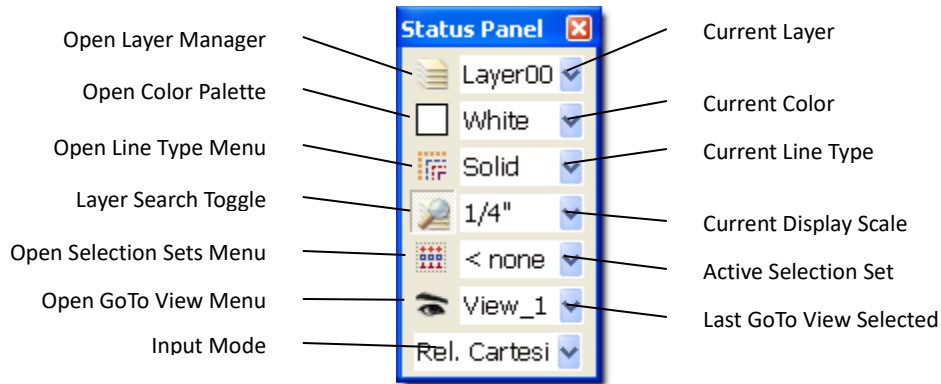 Status Panel
Open Layer Manager
Layer00
Current Layer
Open Color Palette
White
Current Color
Open Line Type Menu
Solid
Current Line Type
Layer Search Toggle
1/4"
Current Display Scale
Open Selection Sets Menu
< none
Active Selection Set
Open GoTo View Menu
View_1
Last GoTo View Selected
Input Mode
Rel. Cartesi